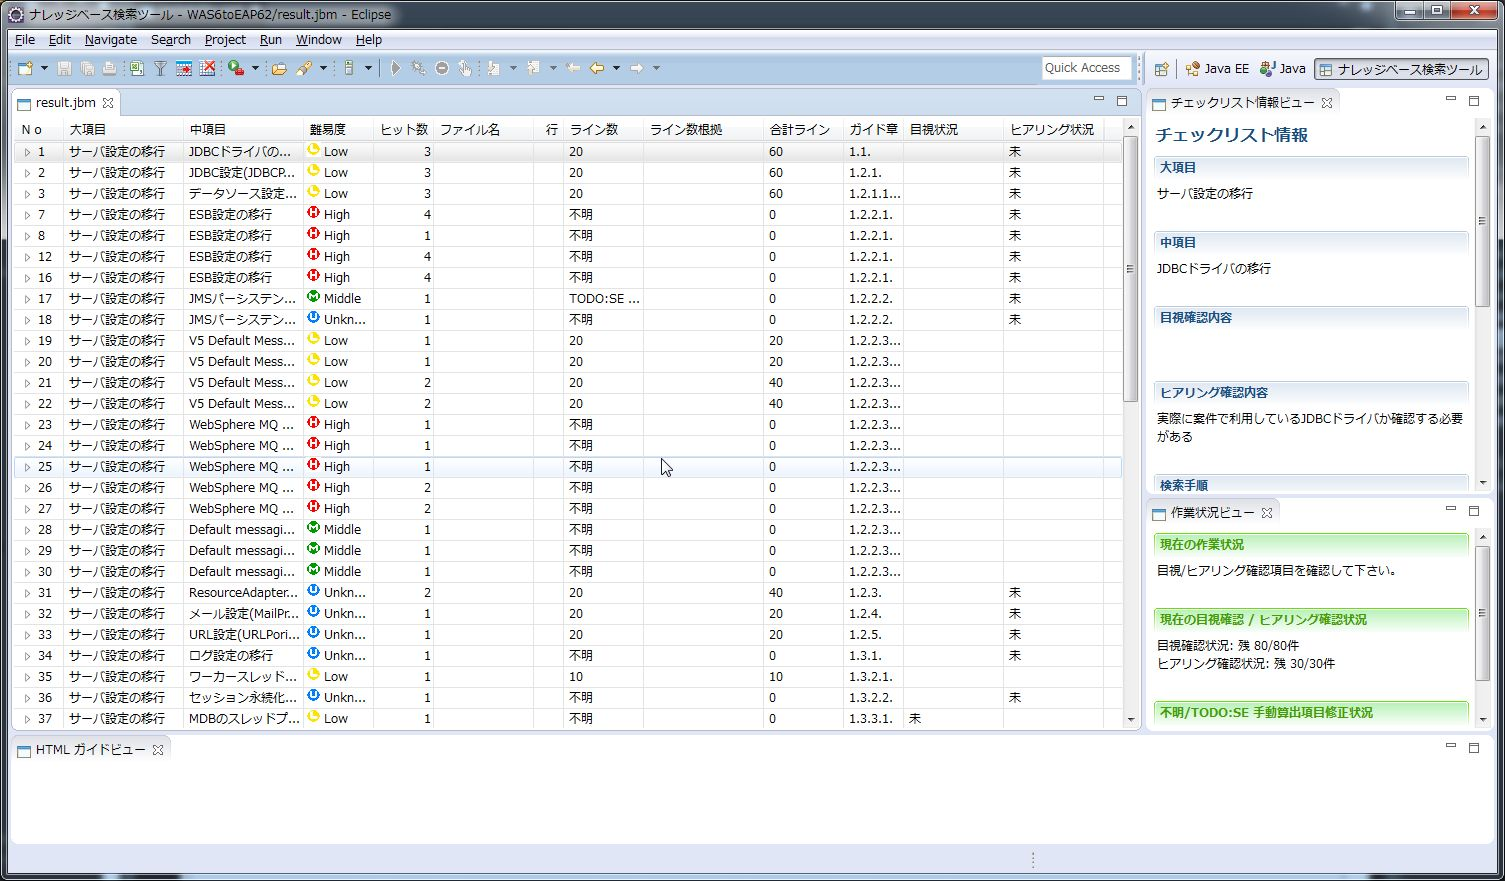 ナレッジベース検索ツール - WAS6toEAP62/result.jbm - Eclipse
File Edit Navigate Search Project Run Window Help
Quick Access Java EE Java ナレッジベース検索ツール
result.jbm
No 大項目 中項目 難易度 ヒット数 ファイル名 行 ライン数 ライン数根拠 合計ライン ガイド章 目視状況 ヒアリング状況
1 サーバ設定の移行 JDBCドライバの... Low 3 20 60 1.1. 未
2 サーバ設定の移行 JDBC設定(JDBCP... Low 3 20 60 1.2.1. 未
3 サーバ設定の移行 データソース設定... Low 3 20 60 1.2.1.1... 未
7 サーバ設定の移行 ESB設定の移行 High 4 不明 0 1.2.2.1. 未
8 サーバ設定の移行 ESB設定の移行 High 1 不明 0 1.2.2.1. 未
12 サーバ設定の移行 ESB設定の移行 High 4 不明 0 1.2.2.1. 未
16 サーバ設定の移行 ESB設定の移行 High 4 不明 0 1.2.2.1. 未
17 サーバ設定の移行 JMSパーシステン... Middle 1 TODO:SE ... 0 1.2.2.2. 未
18 サーバ設定の移行 JMSパーシステン... Unkn... 1 不明 0 1.2.2.2. 未
19 サーバ設定の移行 V5 Default Mess... Low 1 20 20 1.2.2.3...
20 サーバ設定の移行 V5 Default Mess... Low 1 20 20 1.2.2.3...
21 サーバ設定の移行 V5 Default Mess... Low 2 20 40 1.2.2.3...
22 サーバ設定の移行 V5 Default Mess... Low 2 20 40 1.2.2.3...
23 サーバ設定の移行 WebSphere MQ ... High 1 不明 0 1.2.2.3...
24 サーバ設定の移行 WebSphere MQ ... High 1 不明 0 1.2.2.3...
25 サーバ設定の移行 WebSphere MQ ... High 1 不明 0 1.2.2.3...
26 サーバ設定の移行 WebSphere MQ ... High 2 不明 0 1.2.2.3...
27 サーバ設定の移行 WebSphere MQ ... High 2 不明 0 1.2.2.3...
28 サーバ設定の移行 Default messagi... Middle 1 不明 0 1.2.2.3...
29 サーバ設定の移行 Default messagi... Middle 1 不明 0 1.2.2.3...
30 サーバ設定の移行 Default messagi... Middle 1 不明 0 1.2.2.3...
31 サーバ設定の移行 ResourceAdapter... Unkn... 2 20 40 1.2.3. 未
32 サーバ設定の移行 メール設定(MailPr... Unkn... 1 20 20 1.2.4. 未
33 サーバ設定の移行 URL設定(URLPori... Unkn... 1 20 20 1.2.5. 未
34 サーバ設定の移行 ログ設定の移行 Unkn... 1 不明 0 1.3.1. 未
35 サーバ設定の移行 ワーカースレッド... Low 1 10 10 1.3.2.1.
36 サーバ設定の移行 セッション永続化... Unkn... 1 不明 0 1.3.2.2. 未
37 サーバ設定の移行 MDBのスレッドプ... Low 1 不明 0 1.3.3.1. 未
チェックリスト情報ビュー
チェックリスト情報
大項目
サーバ設定の移行
中項目
JDBCドライバの移行
目視確認内容
ヒアリング確認内容
実際に案件で利用しているJDBCドライバか確認する必要
がある
検索手順
作業状況ビュー
現在の作業状況
目視/ヒアリング確認項目を確認して下さい。
現在の目視確認 / ヒアリング確認状況
目視確認状況: 残 80/80件
ヒアリング確認状況: 残 30/30件
不明/TODO:SE 手動算出項目修正状況
HTML ガイドビュー